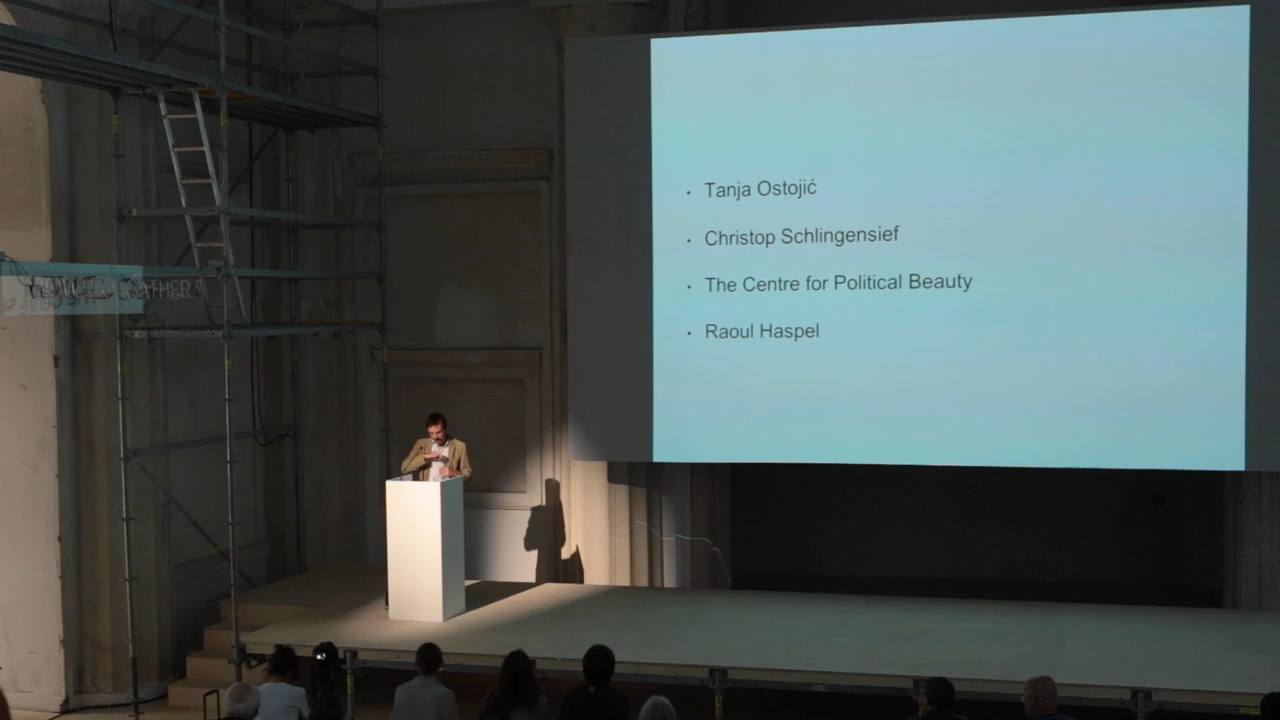 Tanja Ostojić
Christop Schlingensief
The Centre for Political Beauty
Raoul Haspel